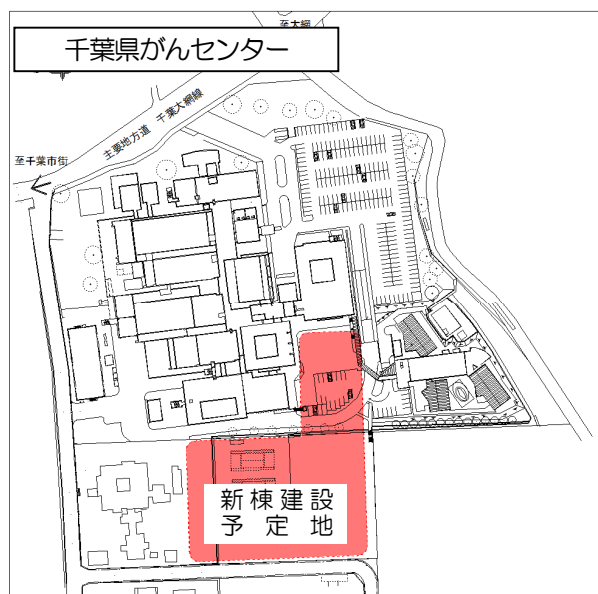 至大網
千葉県がんセンター
主要地方道 千葉大網線
至千葉市街
新棟建設
予定地